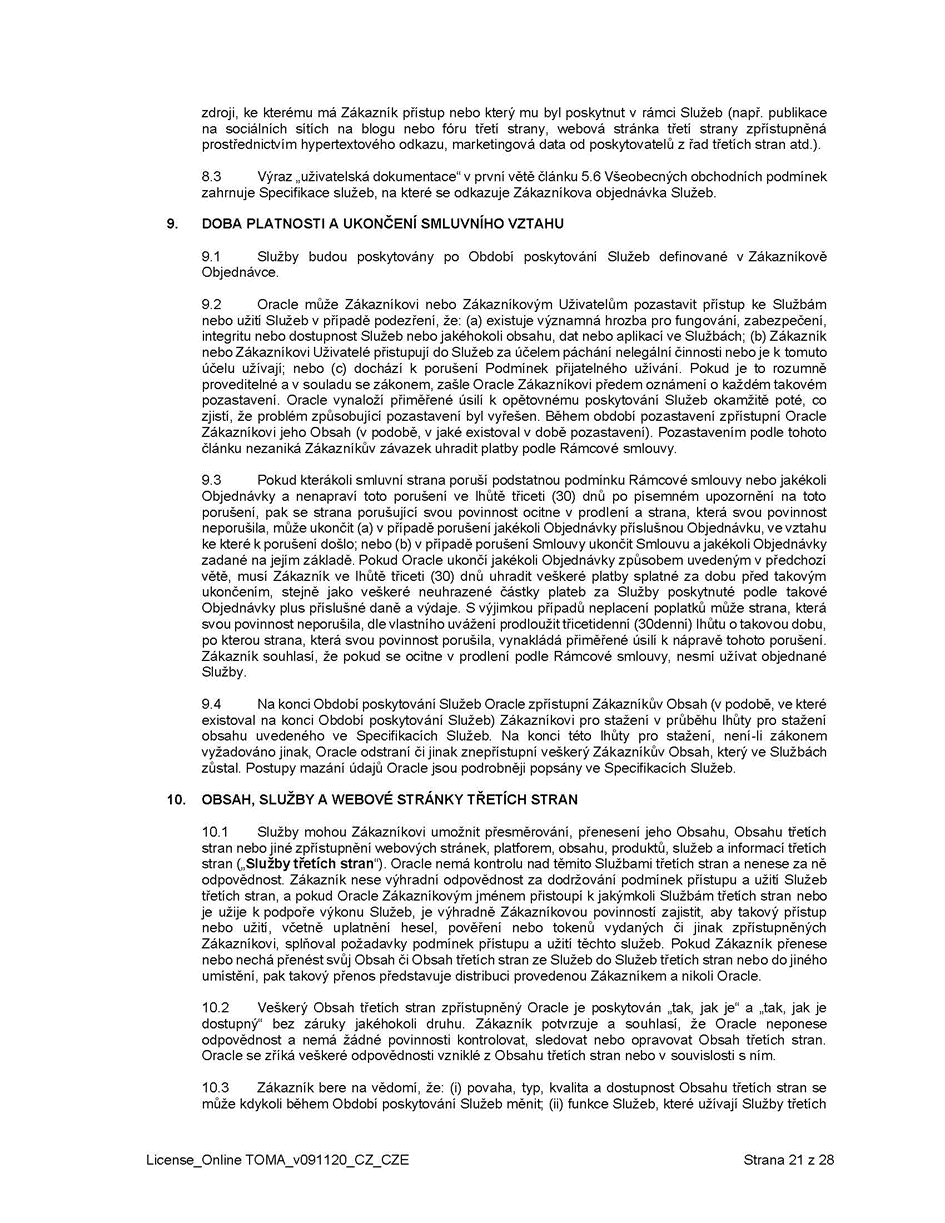 zdroji, ke kterému má Zákazník přístup nebo který mu byl poskytnut v rámci Služeb (např. publikace
na sociálních sítích na blogu nebo fóru třetí strany, webová stránka třetí strany zpřístupněná
prostřednictvím hypertextového odkazu, marketingová data od poskytovatelů z řad třetích stran atd.).
8.3 Výraz „uživatelská dokumentace“ v první větě článku 5.6 Všeobecných obchodních podmínek
zahrnuje Specifikace služeb, na které se odkazuje Zákazníkova objednávka Služeb.
9. DOBA PLATNOSTI A UKONČENÍ SMLUVNÍHO VZTAHU
9.1 Služby budou poskytovány po Období poskytování Služeb definované v Zákazníkově
Objednávce.
9.2 Oracle může Zákazníkovi nebo Zákazníkovým Uživatelům pozastavit přístup ke Službám
nebo užití Služeb v případě podezření, že: (a) existuje významná hrozba pro fungování, zabezpečení,
integritu nebo dostupnost Služeb nebo jakéhokoli obsahu, dat nebo aplikací ve Službách; (b) Zákazník
nebo Zákazníkovi Uživatelé přistupují do Služeb za účelem páchání nelegální činnosti nebo je k tomuto
účelu užívají; nebo (c) dochází k porušení Podmínek přijatelného užívání. Pokud je to rozumně
proveditelné a v souladu se zákonem, zašle Oracle Zákazníkovi předem oznámení o každém takovém
pozastavení. Oracle vynaloží přiměřené úsilí k opětovnému poskytování Služeb okamžitě poté, co
zjistí, že problém způsobující pozastavení byl vyřešen. Během období pozastavení zpřístupní Oracle
Zákazníkovi jeho Obsah (v podobě, v jaké existoval v době pozastavení). Pozastavením podle tohoto
článku nezaniká Zákazníkův závazek uhradit platby podle Rámcové smlouvy.
9.3 Pokud kterákoli smluvní strana poruší podstatnou podmínku Rámcové smlouvy nebo jakékoli
Objednávky a nenapraví toto porušení ve lhůtě třiceti (30) dnů po písemném upozornění na toto
porušení, pak se strana porušující svou povinnost ocitne v prodlení a strana, která svou povinnost
neporušila, může ukončit (a) v případě porušení jakékoli Objednávky příslušnou Objednávku, ve vztahu
ke které k porušení došlo; nebo (b) v případě porušení Smlouvy ukončit Smlouvu a jakékoli Objednávky
zadané na jejím základě. Pokud Oracle ukončí jakékoli Objednávky způsobem uvedeným v předchozí
větě, musí Zákazník ve lhůtě třiceti (30) dnů uhradit veškeré platby splatné za dobu před takovým
ukončením, stejně jako veškeré neuhrazené částky plateb za Služby poskytnuté podle takové
Objednávky plus příslušné daně a výdaje. S výjimkou případů neplacení poplatků může strana, která
svou povinnost neporušila, dle vlastního uvážení prodloužit třicetidenní (30denní) lhůtu o takovou dobu,
po kterou strana, která svou povinnost porušila, vynakládá přiměřené úsilí k nápravě tohoto porušení.
Zákazník souhlasí, že pokud se ocitne v prodlení podle Rámcové smlouvy, nesmí užívat objednané
Služby.
9.4 Na konci Období poskytování Služeb Oracle zpřístupní Zákazníkův Obsah (v podobě, ve které
existoval na konci Období poskytování Služeb) Zákazníkovi pro stažení v průběhu lhůty pro stažení
obsahu uvedeného ve Specifikacích Služeb. Na konci této lhůty pro stažení, není-li zákonem
vyžadováno jinak, Oracle odstraní či jinak znepřístupní veškerý Zákazníkův Obsah, který ve Službách
zůstal. Postupy mazání údajů Oracle jsou podrobněji popsány ve Specifikacích Služeb.
10. OBSAH, SLUŽBY A WEBOVÉ STRÁNKY TŘETÍCH STRAN
10.1 Služby mohou Zákazníkovi umožnit přesměrování, přenesení jeho Obsahu, Obsahu třetích
stran nebo jiné zpřístupnění webových stránek, platforem, obsahu, produktů, služeb a informací třetích
stran („Služby třetích stran“). Oracle nemá kontrolu nad těmito Službami třetích stran a nenese za ně
odpovědnost. Zákazník nese výhradní odpovědnost za dodržování podmínek přístupu a užití Služeb
třetích stran, a pokud Oracle Zákazníkovým jménem přistoupí k jakýmkoli Službám třetích stran nebo
je užije k podpoře výkonu Služeb, je výhradně Zákazníkovou povinností zajistit, aby takový přístup
nebo užití, včetně uplatnění hesel, pověření nebo tokenů vydaných či jinak zpřístupněných
Zákazníkovi, splňoval požadavky podmínek přístupu a užití těchto služeb. Pokud Zákazník přenese
nebo nechá přenést svůj Obsah či Obsah třetích stran ze Služeb do Služeb třetích stran nebo do jiného
umístění, pak takový přenos představuje distribuci provedenou Zákazníkem a nikoli Oracle.
10.2 Veškerý Obsah třetích stran zpřístupněný Oracle je poskytován „tak, jak je“ a „tak, jak je
dostupný“ bez záruky jakéhokoli druhu. Zákazník potvrzuje a souhlasí, že Oracle neponese
odpovědnost a nemá žádné povinnosti kontrolovat, sledovat nebo opravovat Obsah třetích stran.
Oracle se zříká veškeré odpovědnosti vzniklé z Obsahu třetích stran nebo v souvislosti s ním.
10.3 Zákazník bere na vědomí, že: (i) povaha, typ, kvalita a dostupnost Obsahu třetích stran se
může kdykoli během Období poskytování Služeb měnit; (ii) funkce Služeb, které užívají Služby třetích
License_Online TOMA_v091120_CZ_CZE Strana 21 z 28